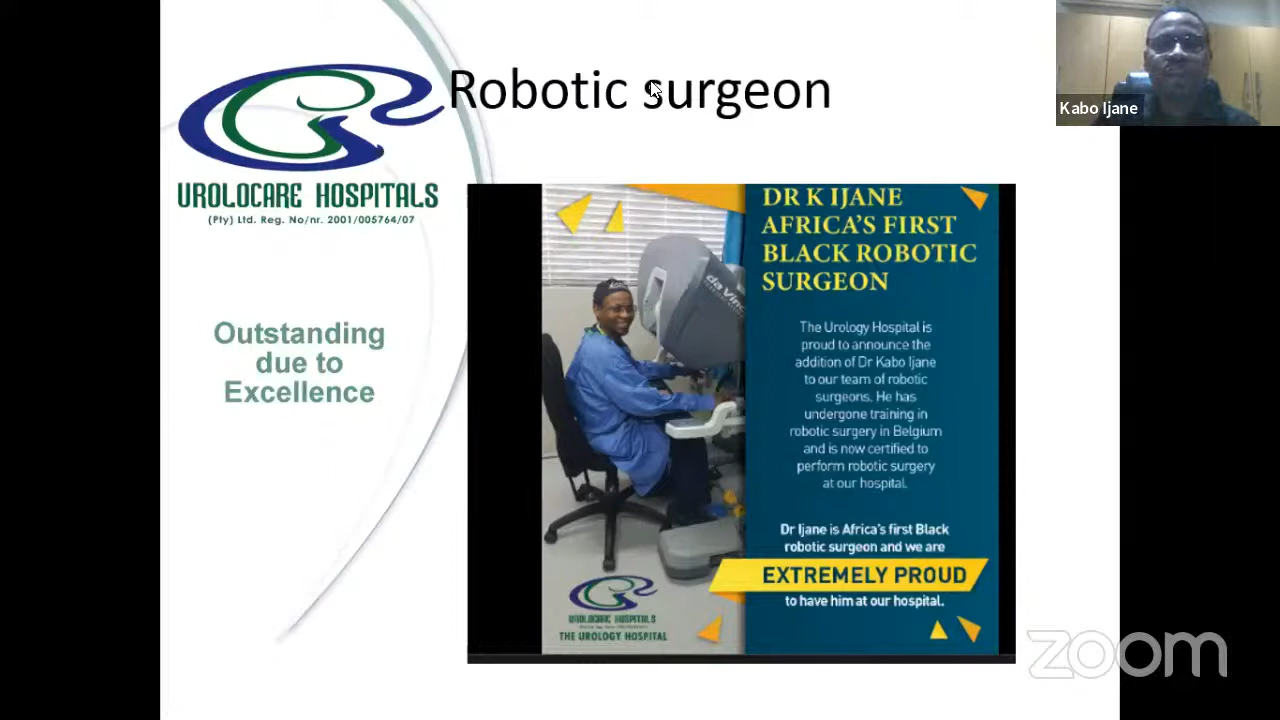 Robotic surgeon
Kabo Ijane
UROLOCARE HOSPITALS
(Pty) Ltd. Reg. No/nr. 2001/005764/07
Outstanding
due to
Excellence
da Vinci
DR K IJANE
AFRICA'S FIRST
BLACK ROBOTIC
SURGEON
The Urology Hospital is
proud to announce the
addition of Dr Kabo Ijane
to our team of robotic
surgeons. He has
undergone training in
robotic surgery in Belgium
and is now certified to
perform robotic surgery
at our hospital.
Dr Ijane is Africa's first Black
robotic surgeon and we are
EXTREMELY PROUD
to have him at our hospital.
UROLOCARE HOSPITALS
THE UROLOGY HOSPITAL
zoom